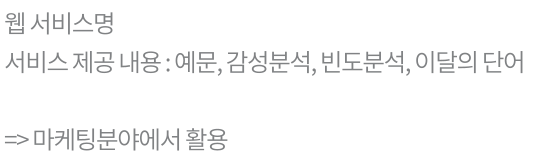 웹 서비스명
서비스 제공 내용 : 예문, 감성분석, 빈도분석, 이달의 단어
=> 마케팅분야에서 활용